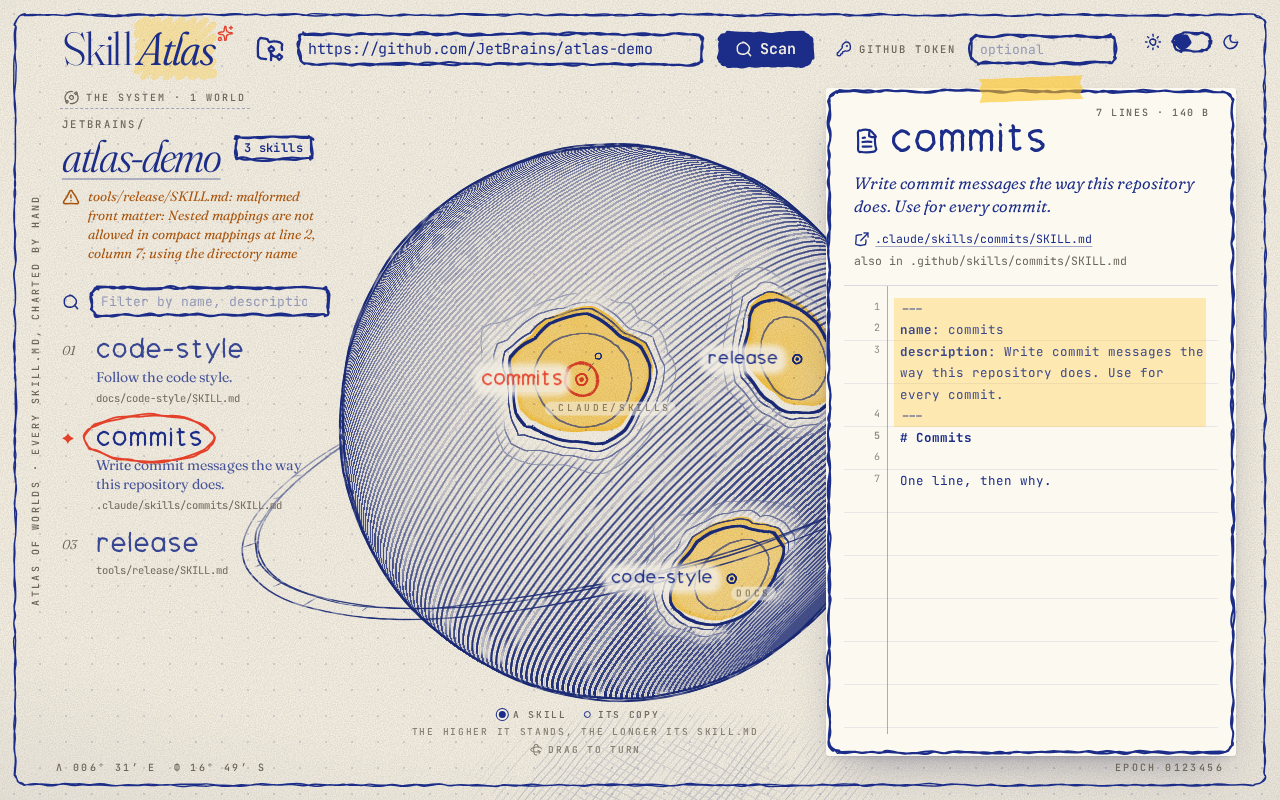 Skill Atlas
https://github.com/JetBrains/atlas-demo
Scan
GITHUB TOKEN
optional
THE SYSTEM · 1 WORLD
JETBRAINS/
atlas-demo
3 skills
tools/release/SKILL.md: malformed
front matter: Nested mappings are not
allowed in compact mappings at line 2,
column 7; using the directory name
Filter by name, descriptio
01
code-style
Follow the code style.
docs/code-style/SKILL.md
commits
Write commit messages the way
this repository does.
.claude/skills/commits/SKILL.md
03
release
tools/release/SKILL.md
ATLAS OF WORLDS · EVERY SKILL.MD, CHARTED BY HAND
commits
.CLAUDE/SKILLS
release
code-style
DOCS
A SKILL
ITS COPY
THE HIGHER IT STANDS, THE LONGER ITS SKILL.MD
DRAG TO TURN
Λ 006° 31′ E Φ 16° 49′ S
7 LINES · 140 B
commits
Write commit messages the way this repository
does. Use for every commit.
.claude/skills/commits/SKILL.md
also in .github/skills/commits/SKILL.md
1 ---
2 name: commits
3 description: Write commit messages the
way this repository does. Use for
every commit.
4 ---
5 # Commits
6
7 One line, then why.
EPOCH 0123456